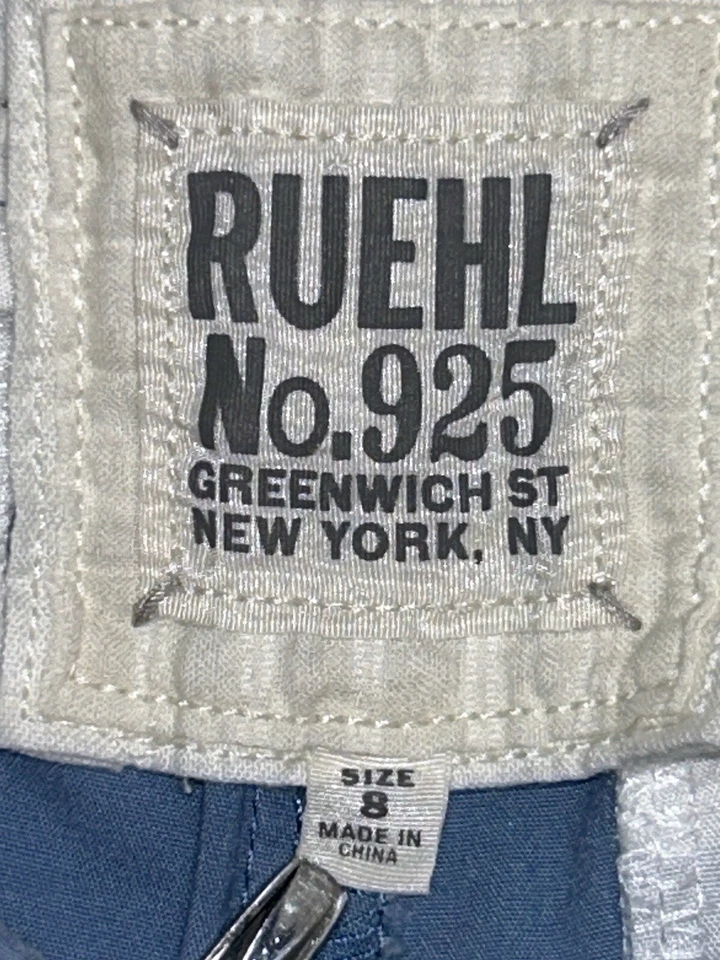 RUEHL
No.925
GREENWICH ST
NEW YORK, NY
SIZE
8
MADE IN
CHINA